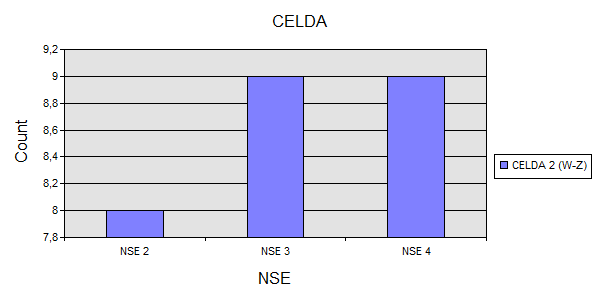 CELDA
9,2
9
8,8
8,6
8,4
8,2
8
7,8
Count
NSE 2
NSE 3
NSE 4
NSE
CELDA 2 (W-Z)